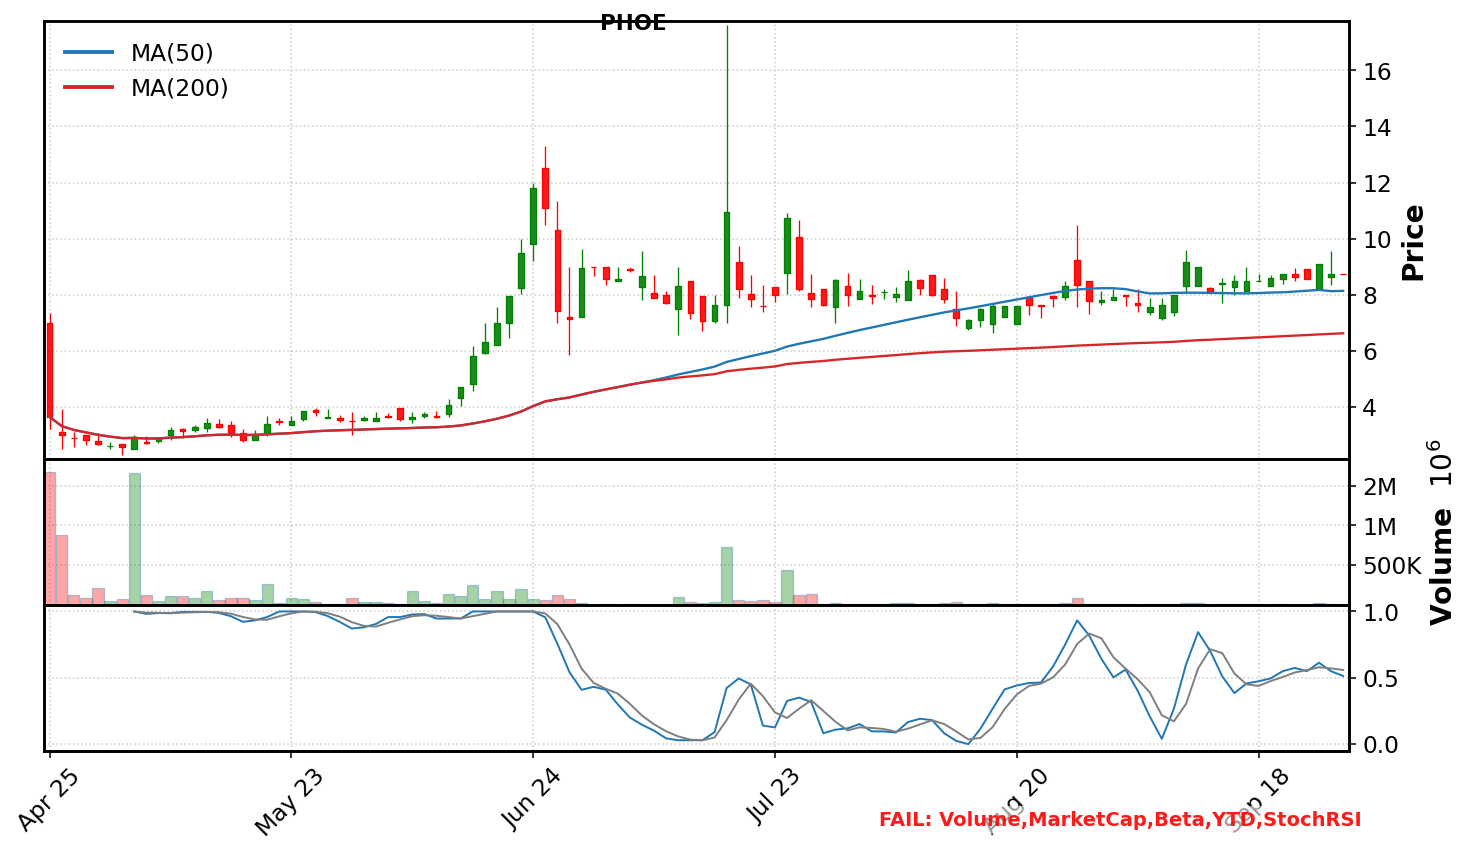 PHOE
MA(50)
MA(200)
16
14
12
10
8
6
4
Price
2M
1M
500K
Volume 10^6
1.0
0.5
0.0
Apr 25
May 23
Jun 24
Jul 23
Aug 20
Sep 18
FAIL: Volume,MarketCap,Beta,YTD,StochRSI